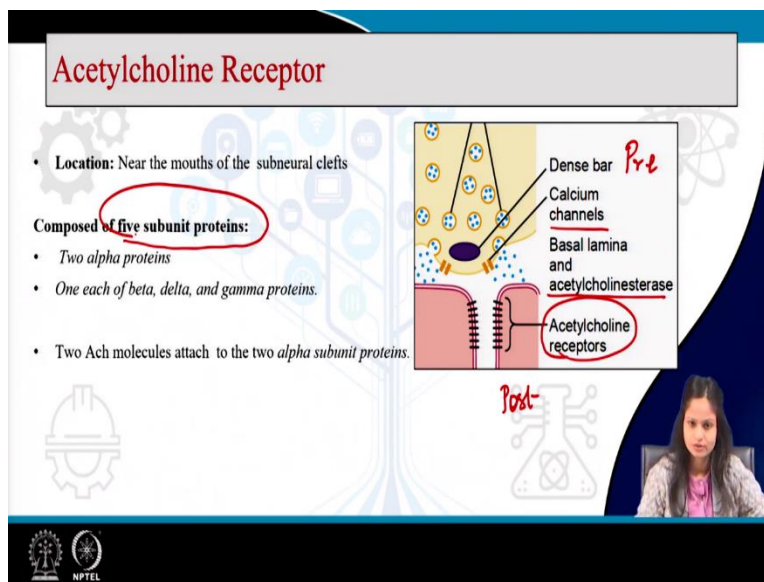 Acetylcholine Receptor
• Location: Near the mouths of the subneural clefts
Composed of five subunit proteins:
• Two alpha proteins
• One each of beta, delta, and gamma proteins.
• Two Ach molecules attach to the two alpha subunit proteins.
Dense bar
Pre
Calcium
channels
Basal lamina
and
acetylcholinesterase
Acetylcholine
receptors
Post-
NPTEL